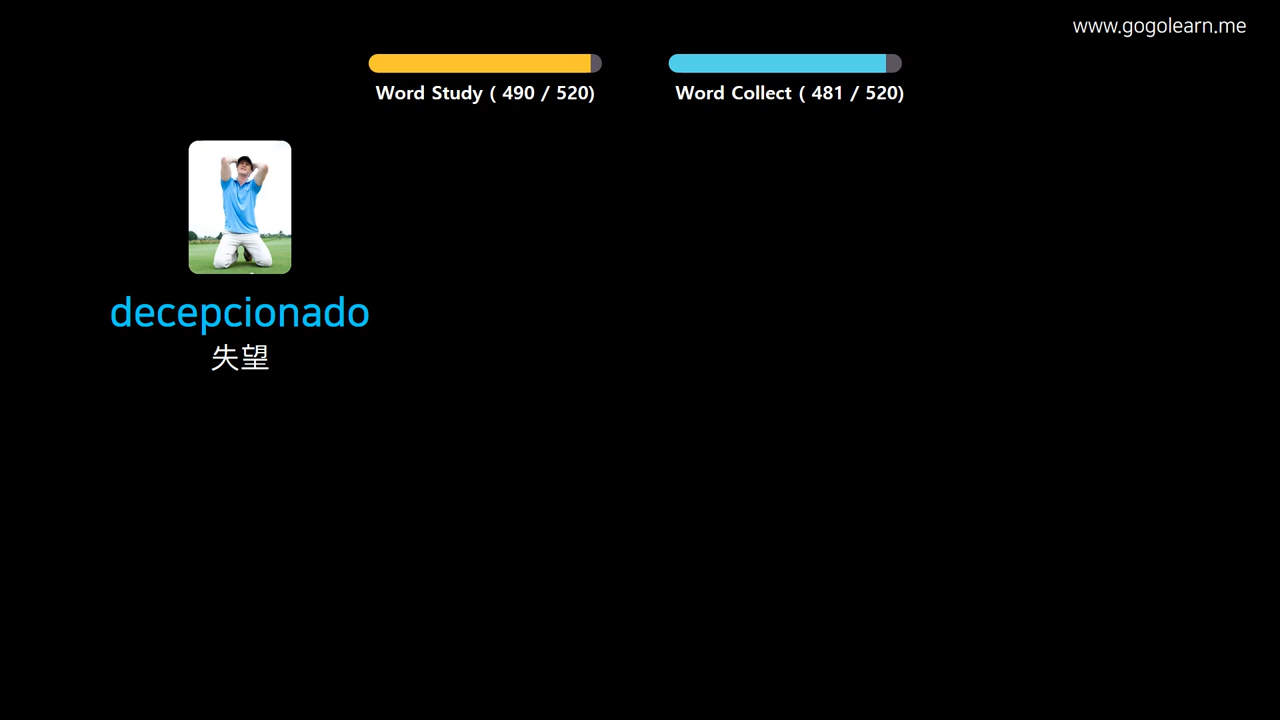 www.gogolearn.me
Word Study ( 490 / 520)
Word Collect ( 481 / 520)
decepcionado
失望